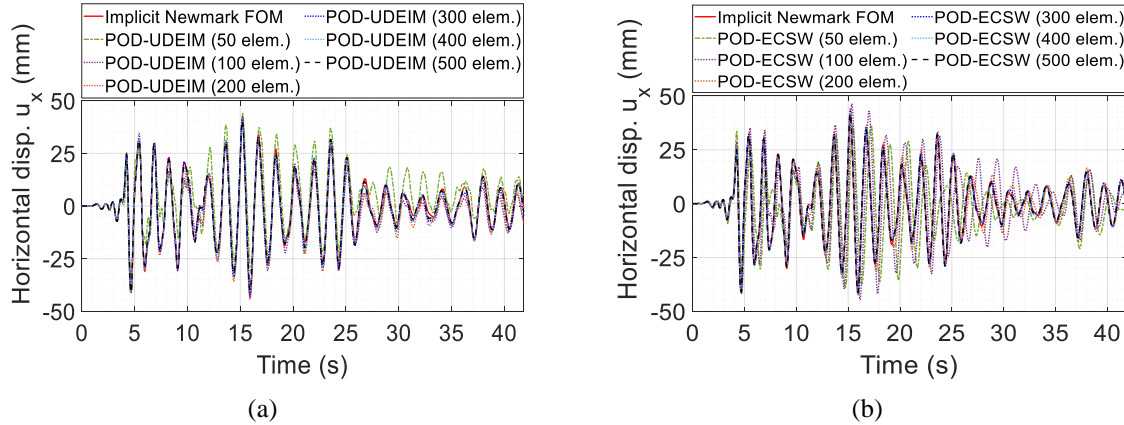 Implicit Newmark FOM
POD-UDEIM (50 elem.)
POD-UDEIM (100 elem.)
POD-UDEIM (200 elem.)
POD-UDEIM (300 elem.)
POD-UDEIM (400 elem.)
POD-UDEIM (500 elem.)
Horizontal disp. u_x (mm)
50
25
0
-25
-50
0 5 10 15 20 25 30 35 40
Time (s)
(a)
Implicit Newmark FOM
POD-ECSW (50 elem.)
POD-ECSW (100 elem.)
POD-ECSW (200 elem.)
POD-ECSW (300 elem.)
POD-ECSW (400 elem.)
POD-ECSW (500 elem.)
Horizontal disp. u_x (mm)
50
25
0
-25
-50
0 5 10 15 20 25 30 35 40
Time (s)
(b)